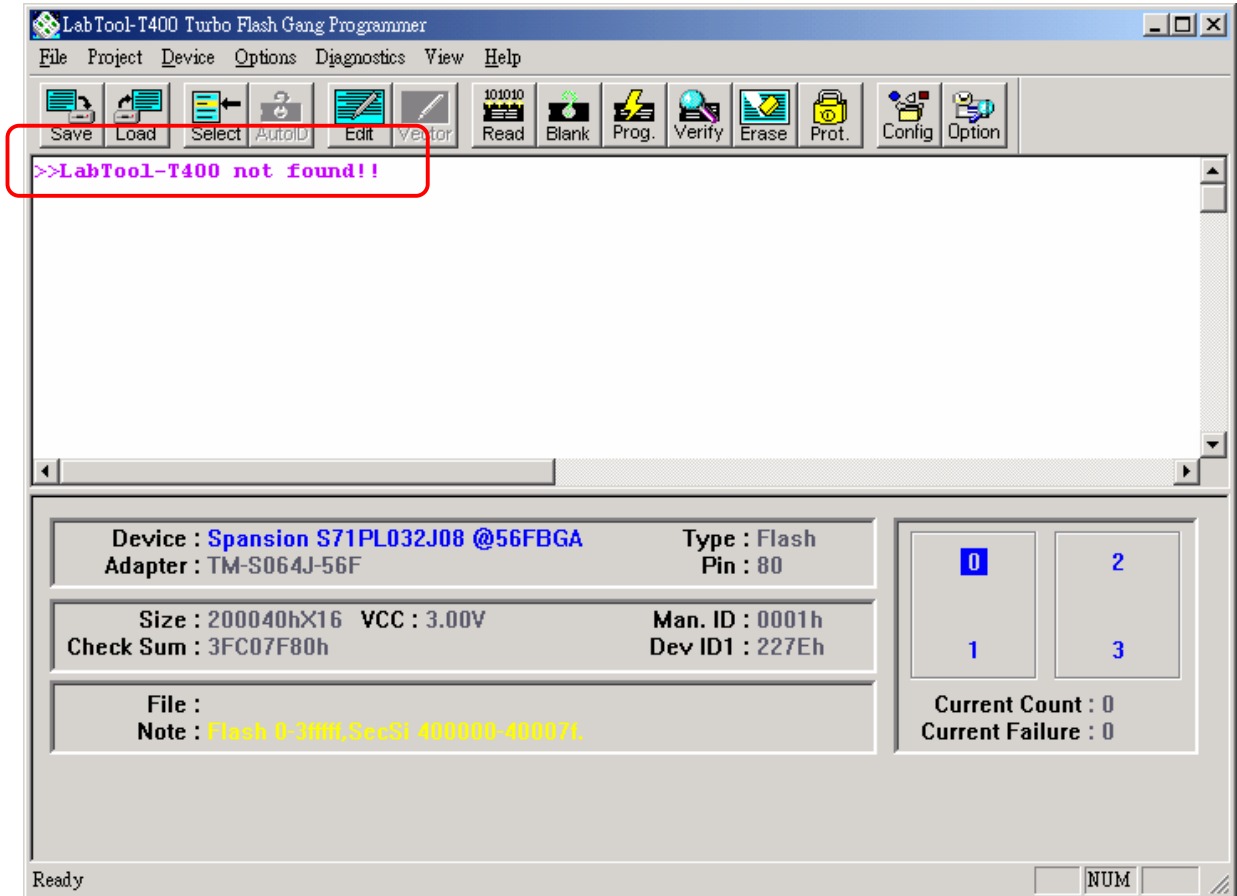 LabTool-T400 Turbo Flash Gang Programmer
File Project Device Options Diagnostics View Help
101010
Save Load Select AutoID Edit Vector Read Blank Prog. Verify Erase Prot. Config Option
>>LabTool-T400 not found!!
Device : Spansion S71PL032J08 @56FBGA Type : Flash
Adapter : TM-S064J-56F Pin : 80
Size : 200040hX16 VCC : 3.00V Man. ID : 0001h
Check Sum : 3FC07F80h Dev ID1 : 227Eh
File :
Note : Flash 0-3fffff,SecSi 400000-40007f.
0 2
1 3
Current Count : 0
Current Failure : 0
Ready NUM